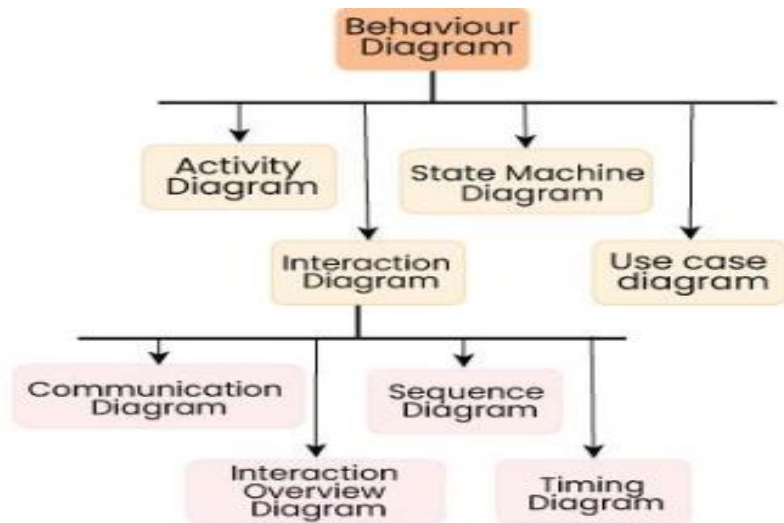 Behaviour
Diagram
Activity
Diagram
State Machine
Diagram
Interaction
Diagram
Use case
diagram
Communication
Diagram
Sequence
Diagram
Interaction
Overview
Diagram
Timing
Diagram